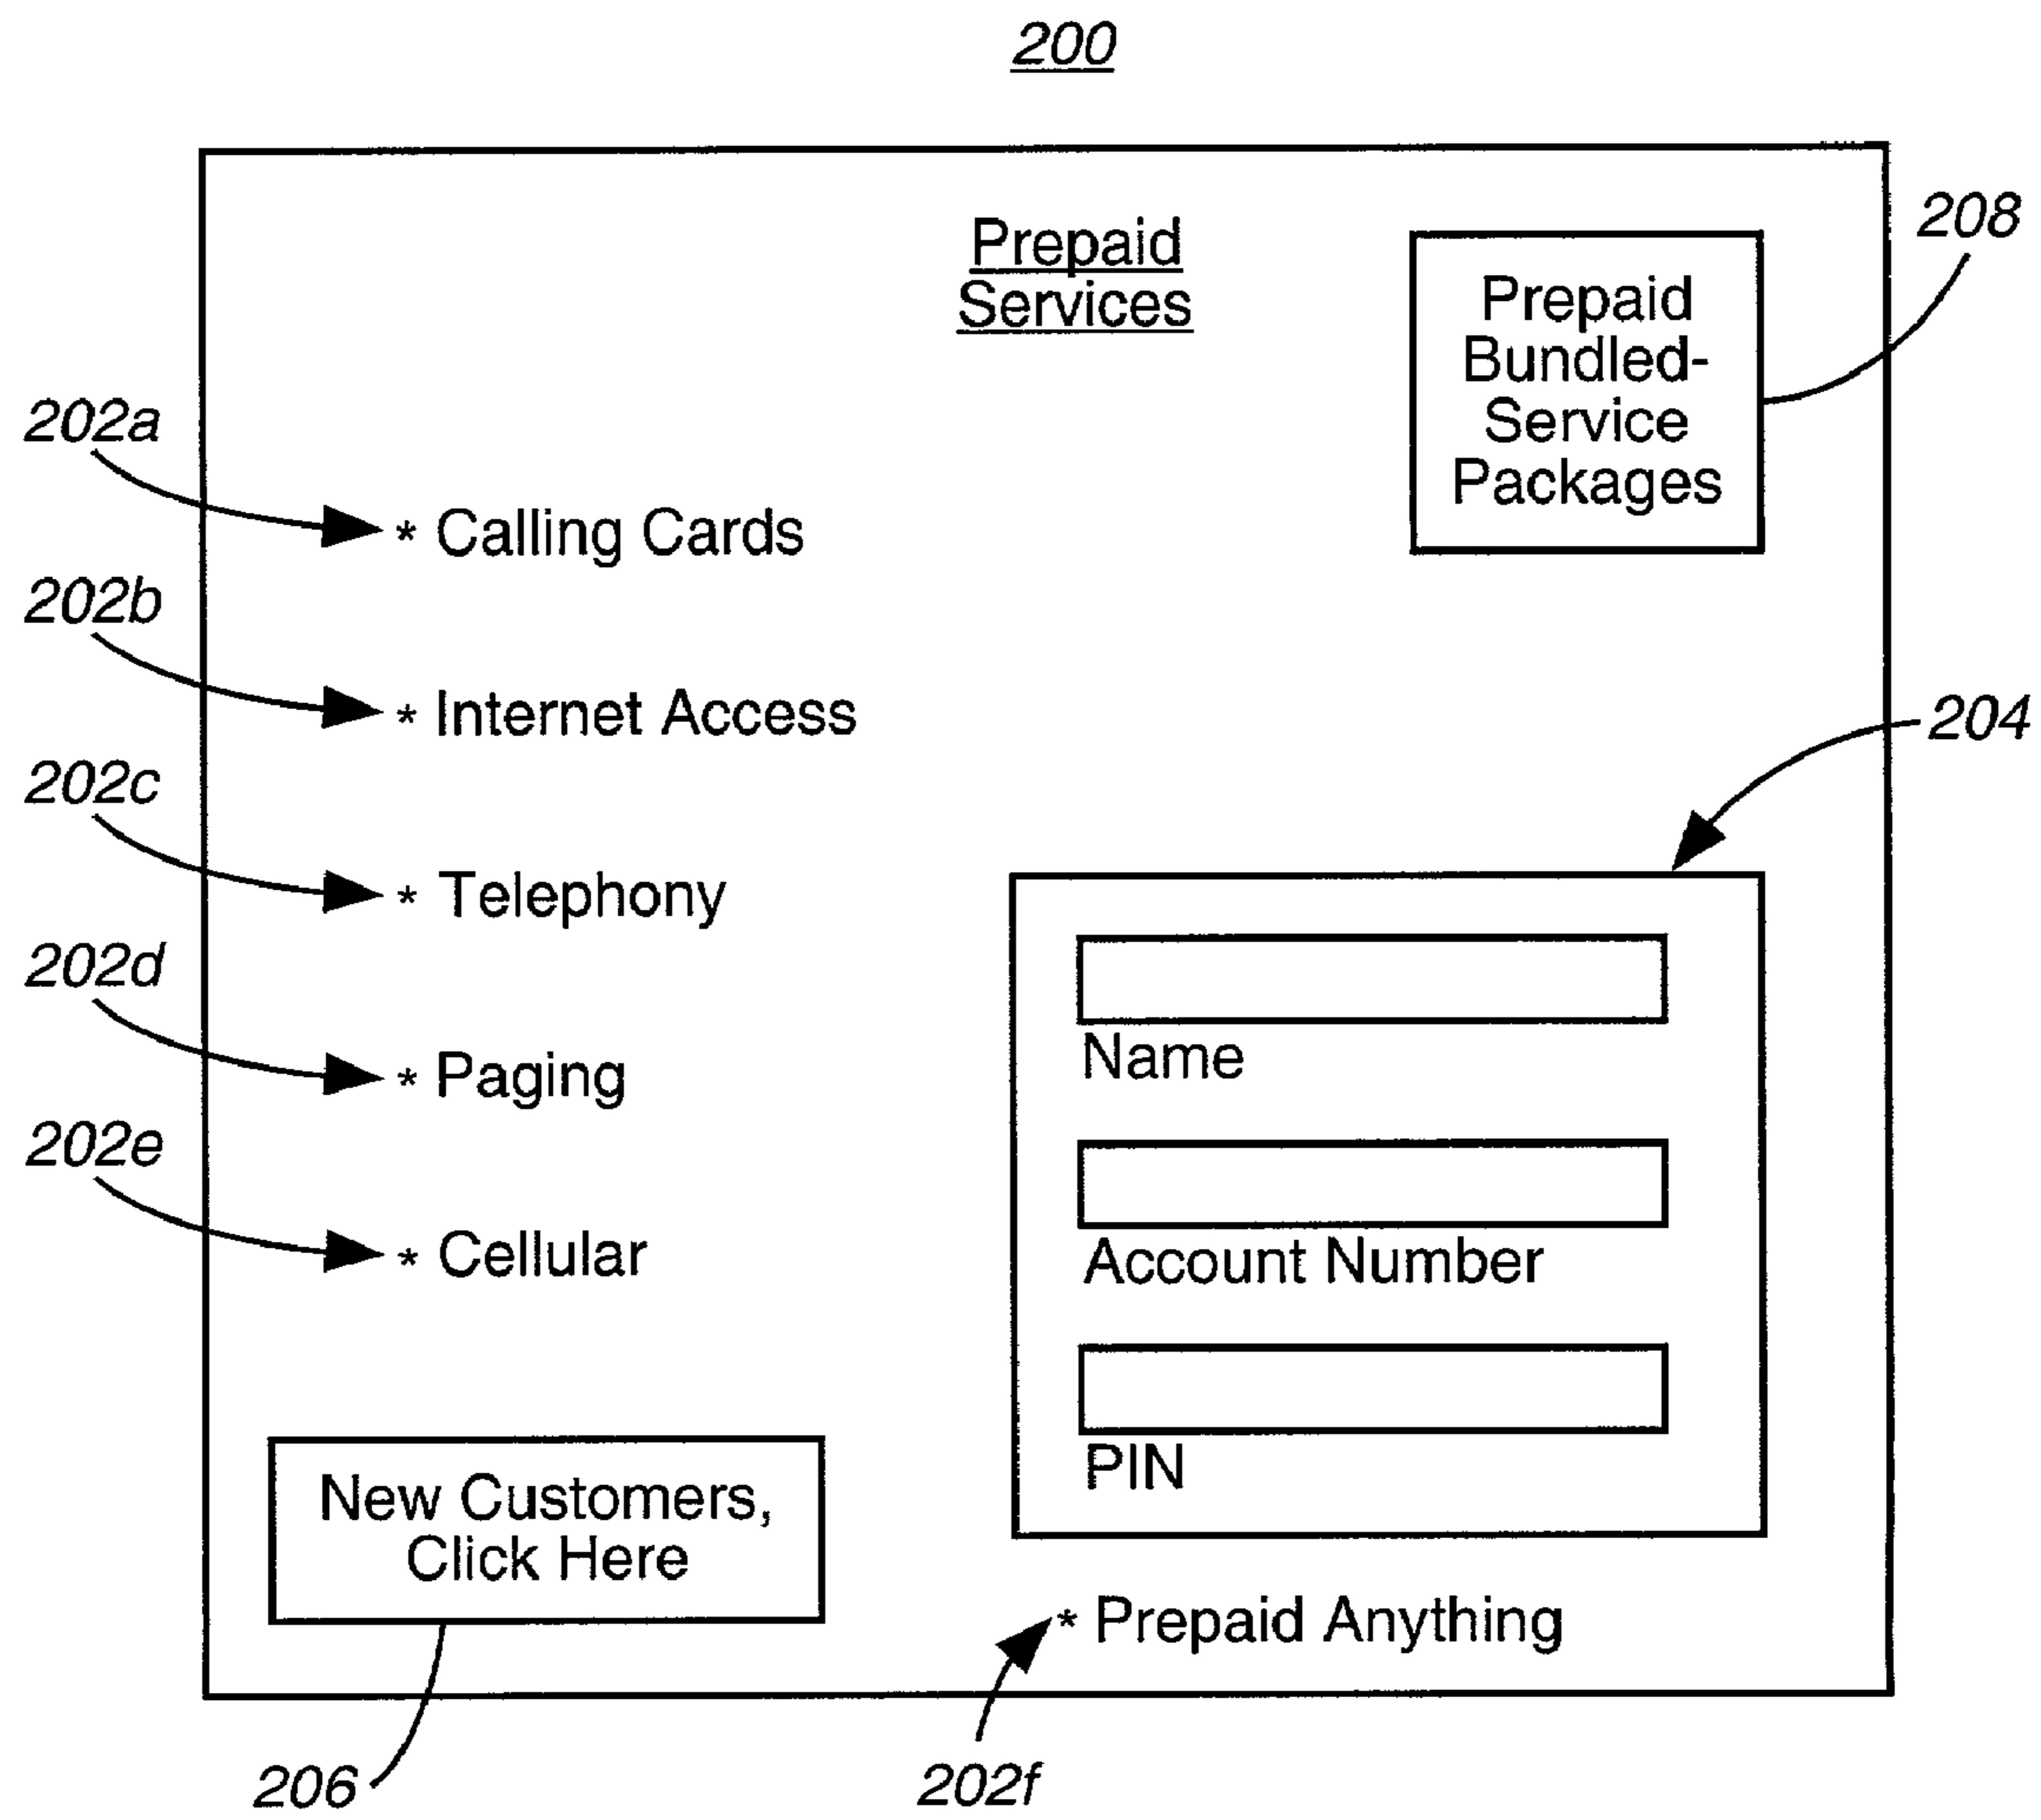 200
Prepaid
Services
208
Prepaid
Bundled-
Service
Packages
202a
* Calling Cards
202b
* Internet Access
204
202c
* Telephony
202d
* Paging
202e
* Cellular
Name
Account Number
PIN
New Customers,
Click Here
* Prepaid Anything
206
202f